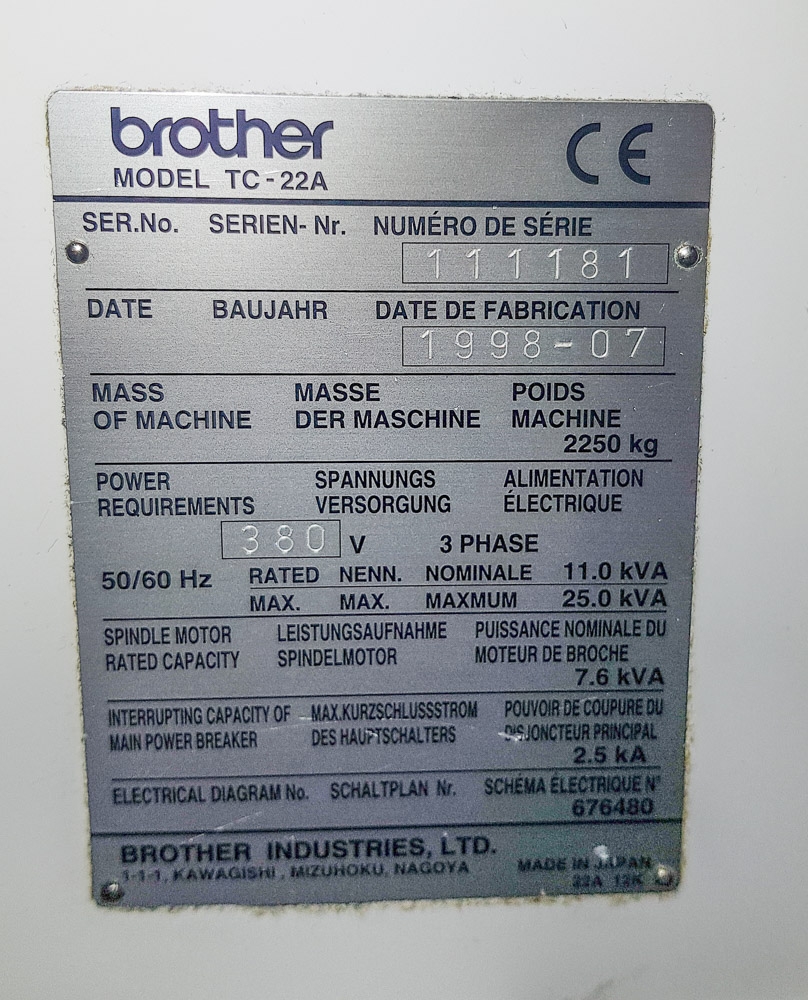 brother
CE
MODEL TC-22A
SER.No. SERIEN- Nr. NUMÉRO DE SÉRIE
111181
DATE BAUJAHR DATE DE FABRICATION
1998-07
MASS MASSE POIDS
OF MACHINE DER MASCHINE MACHINE
2250 kg
POWER SPANNUNGS ALIMENTATION
REQUIREMENTS VERSORGUNG ÉLECTRIQUE
380 V 3 PHASE
50/60 Hz RATED NENN. NOMINALE 11.0 kVA
MAX. MAX. MAXMUM 25.0 kVA
SPINDLE MOTOR LEISTUNGSAUFNAHME PUISSANCE NOMINALE DU
RATED CAPACITY SPINDELMOTOR MOTEUR DE BROCHE
7.6 kVA
INTERRUPTING CAPACITY OF MAX.KURZSCHLUSSSTROM POUVOIR DE COUPURE DU
MAIN POWER BREAKER DES HAUPTSCHALTERS DISJONCTEUR PRINCIPAL
2.5 kA
ELECTRICAL DIAGRAM No. SCHALTPLAN Nr. SCHÉMA ÉLECTRIQUE N°
676480
BROTHER INDUSTRIES, LTD.
1-1-1, KAWAGISHI, MIZUHOKU, NAGOYA
MADE IN JAPAN
22A 12K